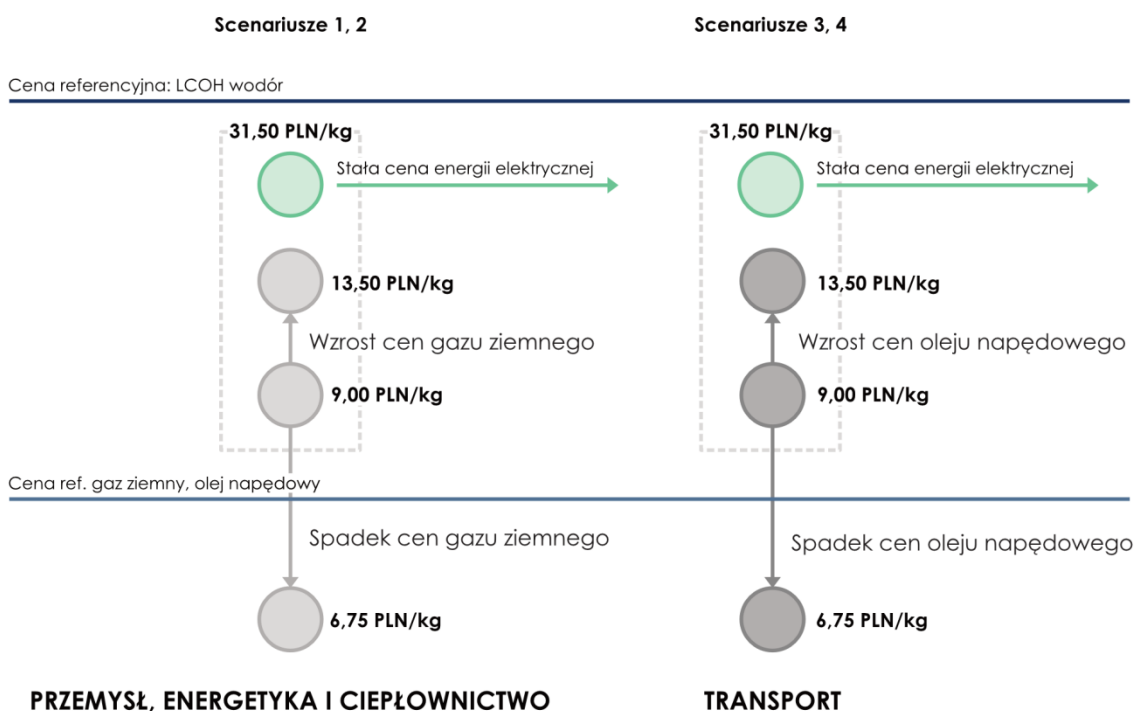 Scenariusze 1, 2
Scenariusze 3, 4
Cena referencyjna: LCOH wodór
31,50 PLN/kg
31,50 PLN/kg
Stała cena energii elektrycznej
Stała cena energii elektrycznej
13,50 PLN/kg
13,50 PLN/kg
Wzrost cen gazu ziemnego
Wzrost cen oleju napędowego
9,00 PLN/kg
9,00 PLN/kg
Cena ref. gaz ziemny, olej napędowy
Spadek cen gazu ziemnego
Spadek cen oleju napędowego
6,75 PLN/kg
6,75 PLN/kg
PRZEMYSŁ, ENERGETYKA I CIEPŁOWNICTWO
TRANSPORT